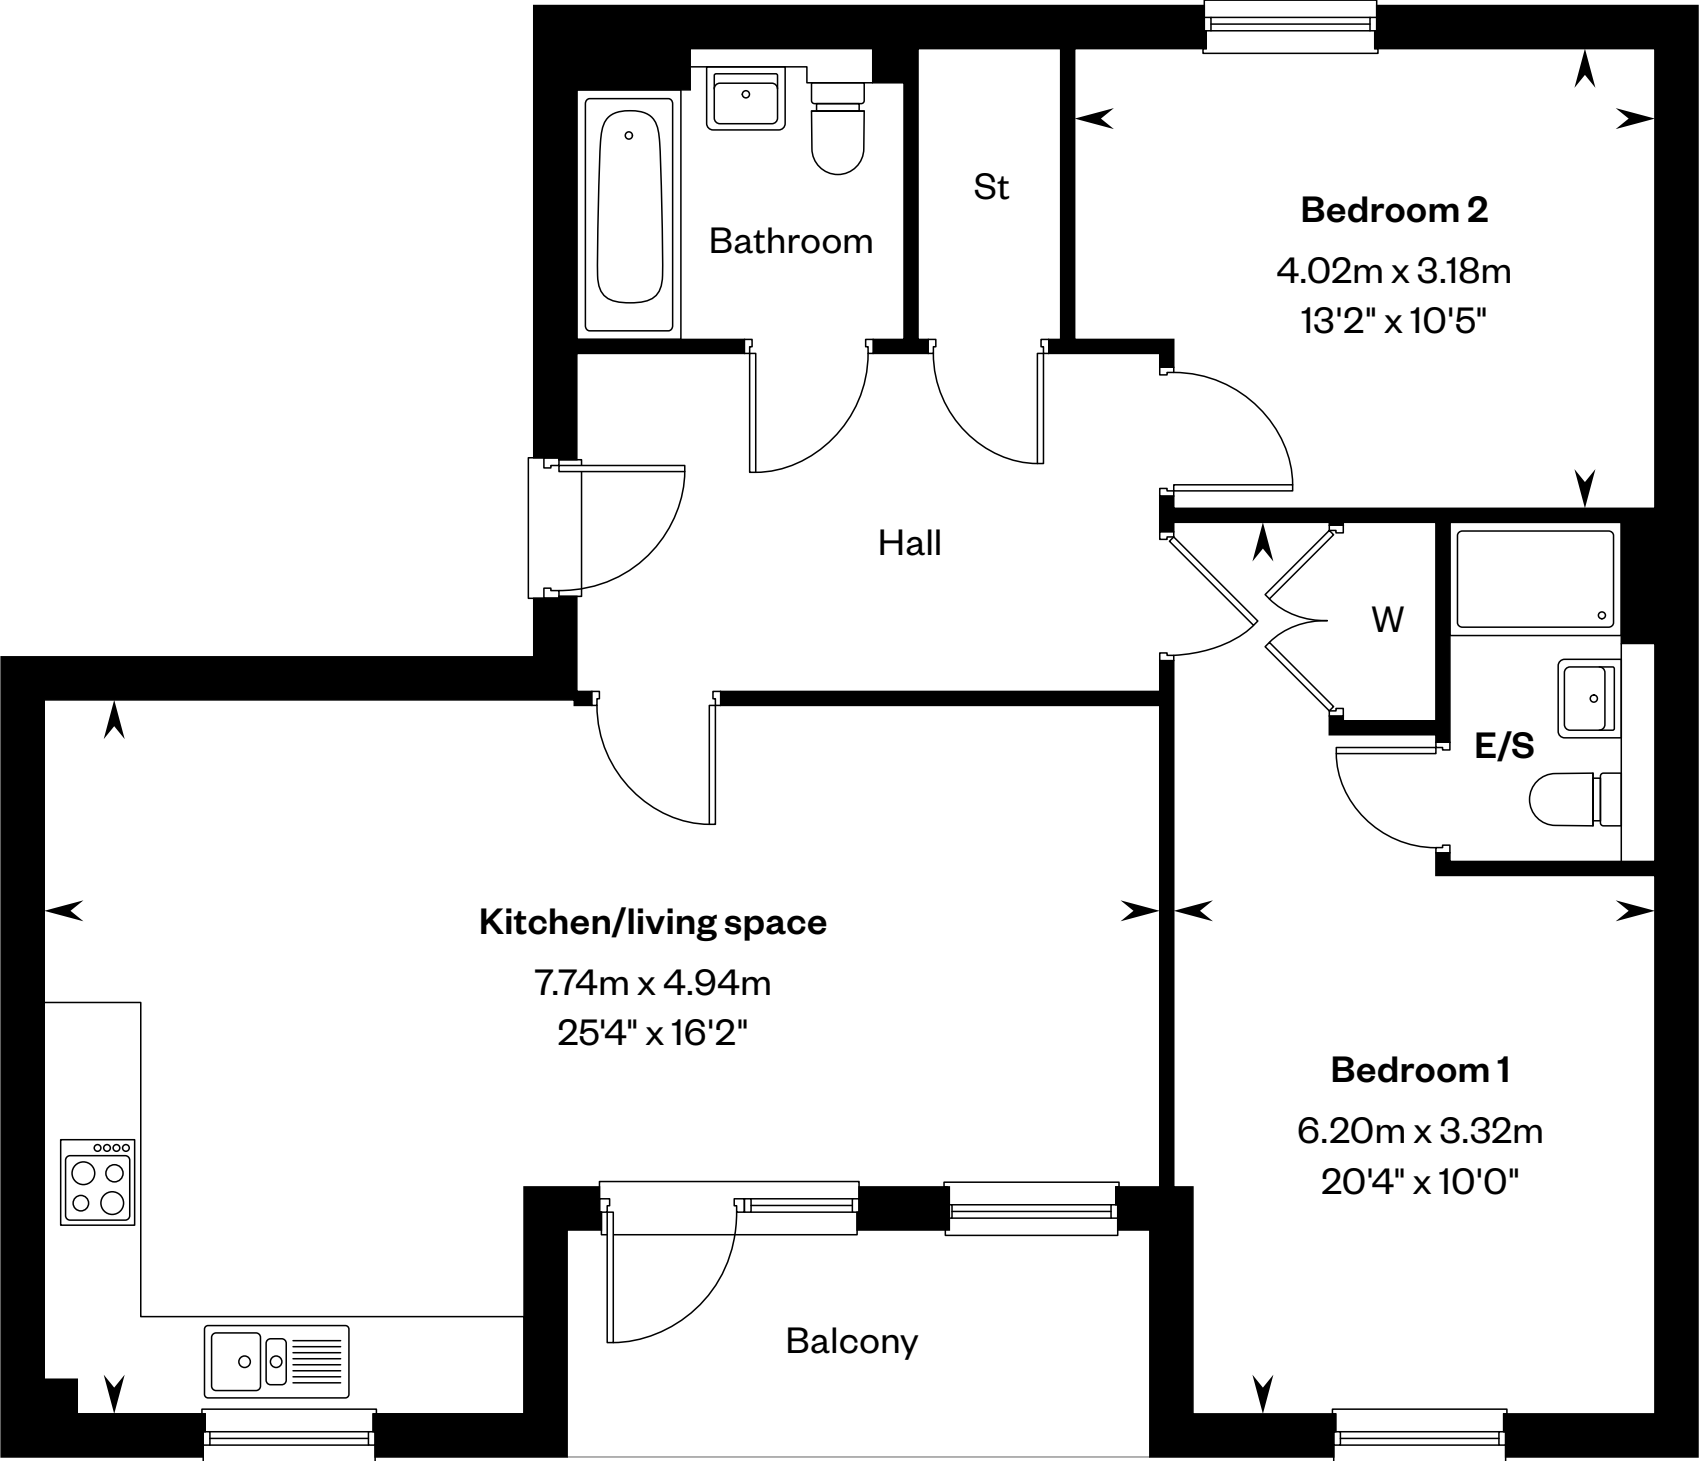 St
Bathroom
Bedroom 2
4.02m x 3.18m
13'2" x 10'5"
Hall
W
E/S
Kitchen/living space
7.74m x 4.94m
25'4" x 16'2"
Bedroom 1
6.20m x 3.32m
20'4" x 10'0"
Balcony